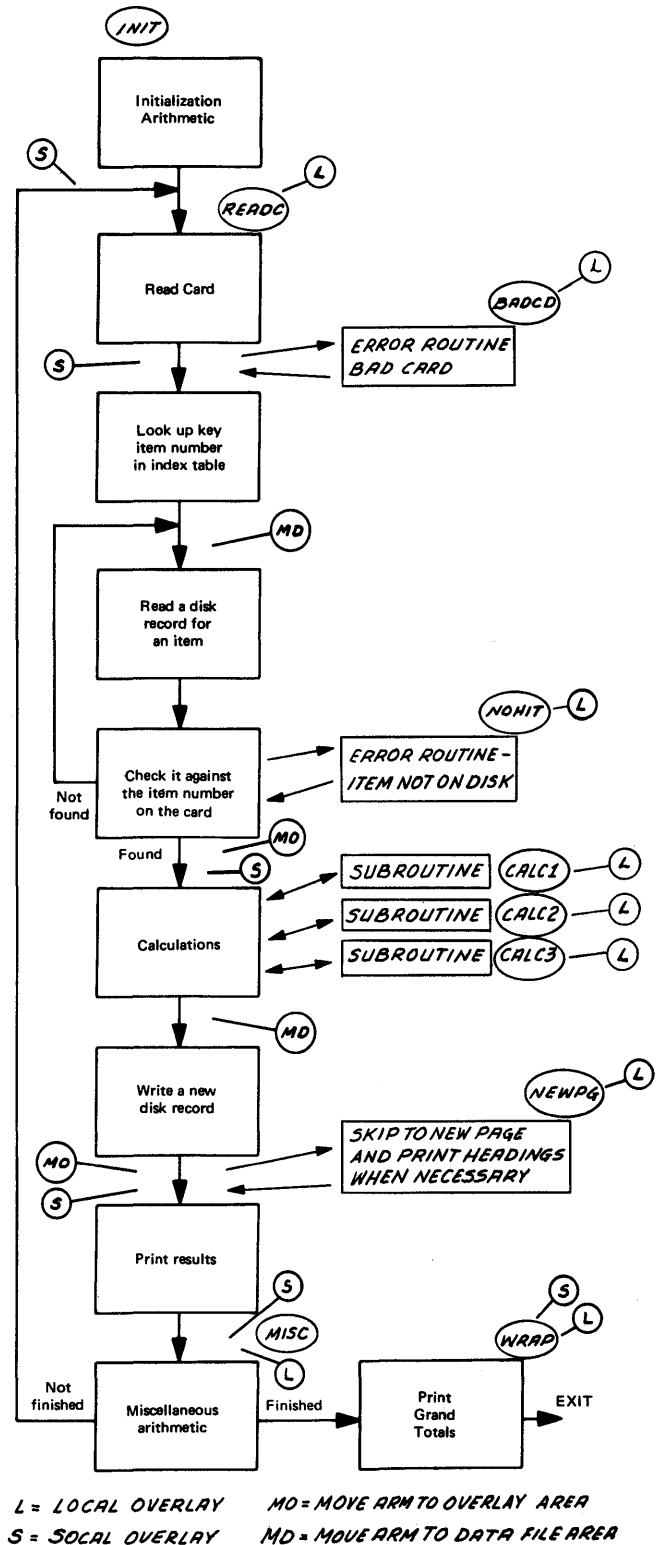 INIT
Initialization
Arithmetic
S
L
READC
Read Card
L
BADCD
ERROR ROUTINE
BAD CARD
S
Look up key
item number
in index table
MD
Read a disk
record for
an item
NOHIT
L
ERROR ROUTINE-
ITEM NOT ON DISK
Check it against
the item number
on the card
Not
found
Found
MO
S
SUBROUTINE CALC1 L
SUBROUTINE CALC2 L
SUBROUTINE CALC3 L
Calculations
MD
Write a new
disk record
NEWPG
L
SKIP TO NEW PAGE
AND PRINT HEADINGS
WHEN NECESSARY
MO
S
Print results
S
MISC
L
S
L
WRAP
Not
finished
Miscellaneous
arithmetic
Finished
Print
Grand
Totals
EXIT
L = LOCAL OVERLAY MO = MOVE ARM TO OVERLAY AREA
S = SOCAL OVERLAY MD = MOVE ARM TO DATA FILE AREA